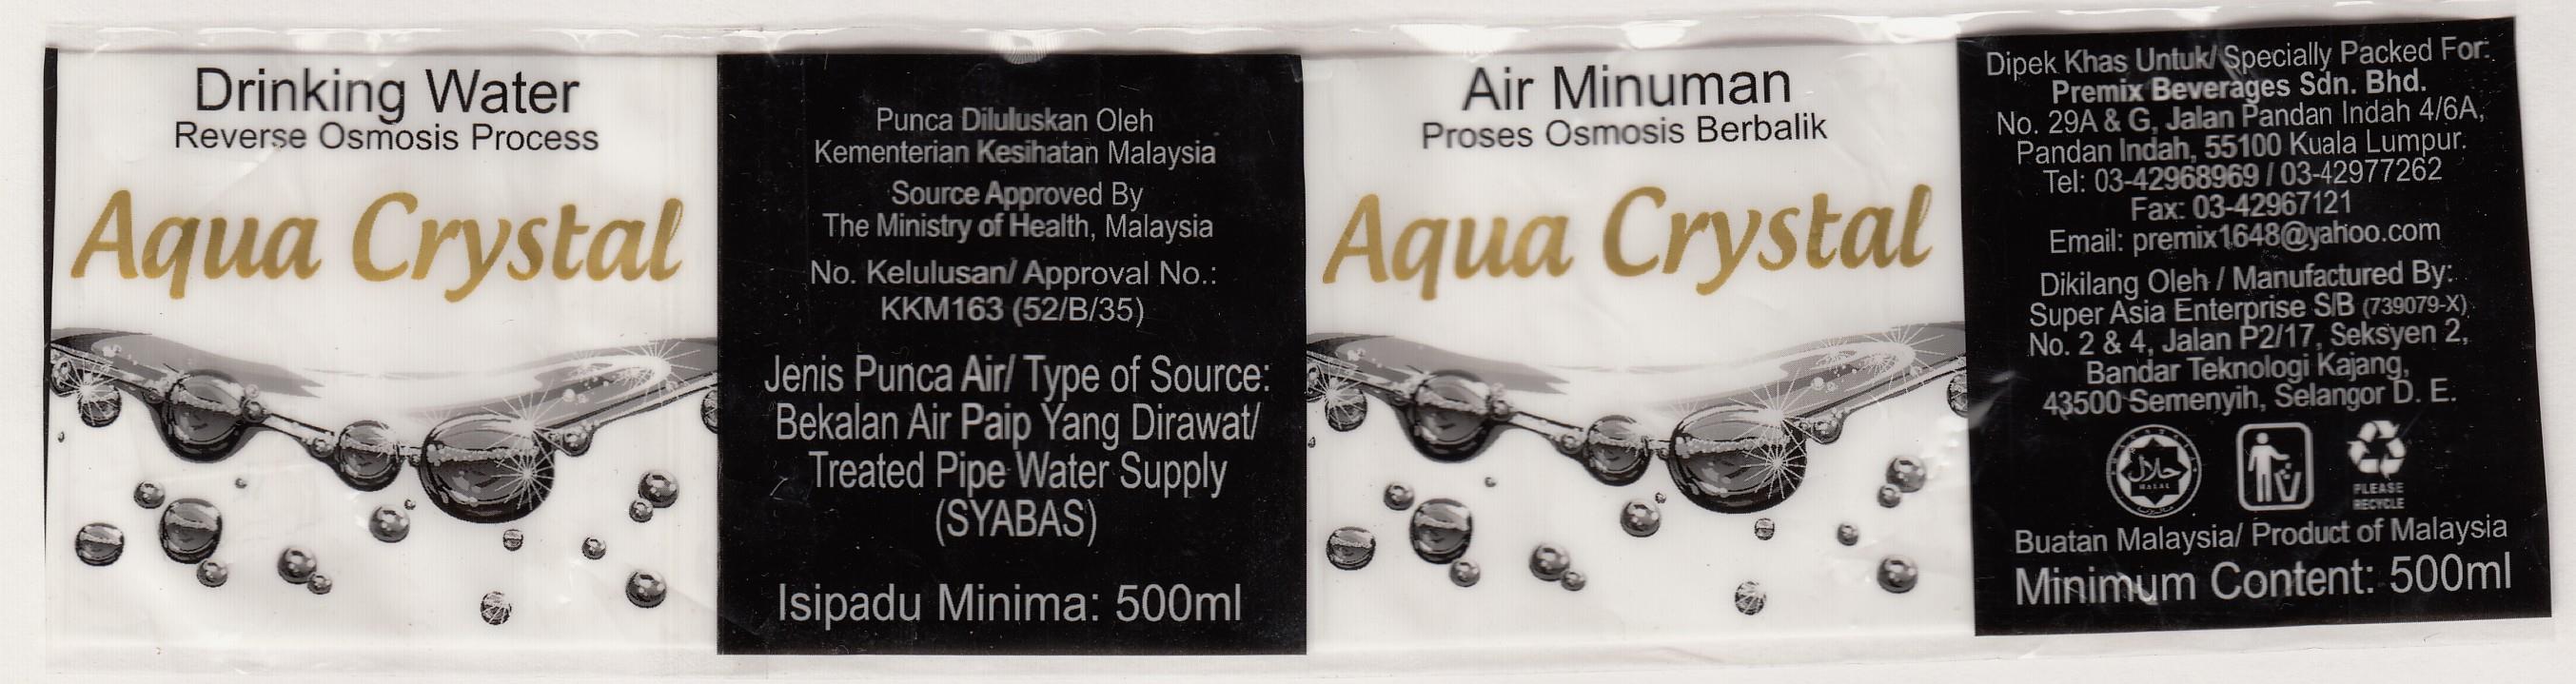 Drinking Water
Reverse Osmosis Process
Aqua Crystal
Punca Diluluskan Oleh
Kementerian Kesihatan Malaysia
Source Approved By
The Ministry of Health, Malaysia
No. Kelulusan/ Approval No.:
KKM163 (52/B/35)
Jenis Punca Air/ Type of Source:
Bekalan Air Paip Yang Dirawat/
Treated Pipe Water Supply
(SYABAS)
Isipadu Minima: 500ml
Air Minuman
Proses Osmosis Berbalik
Aqua Crystal
Dipek Khas Untuk/ Specially Packed For:
Premix Beverages Sdn. Bhd.
No. 29A & G, Jalan Pandan Indah 4/6A,
Pandan Indah, 55100 Kuala Lumpur.
Tel: 03-42968969 / 03-42977262
Fax: 03-42967121
Email: premix1648@yahoo.com
Dikilang Oleh / Manufactured By:
Super Asia Enterprise S/B (739079-X)
No. 2 & 4, Jalan P2/17, Seksyen 2,
Bandar Teknologi Kajang,
43500 Semenyih, Selangor D. E.
حلال
HALAL
PLEASE
RECYCLE
Buatan Malaysia/ Product of Malaysia
Minimum Content: 500ml